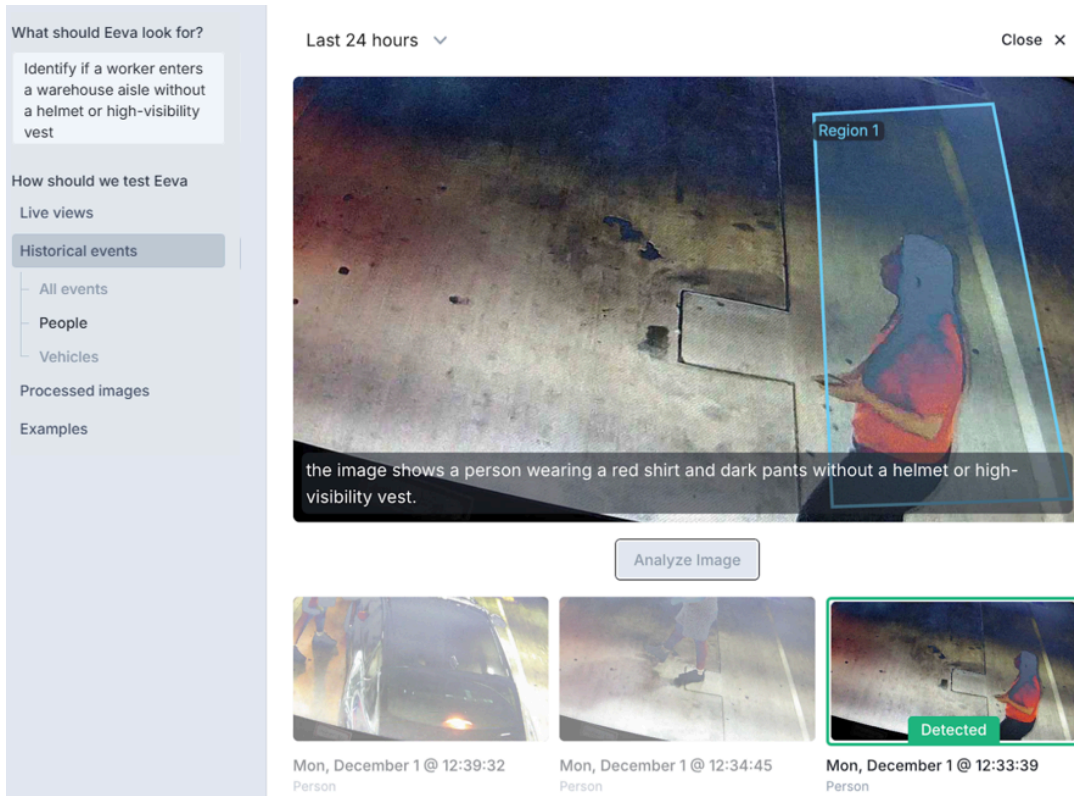 What should Eeva look for?
Identify if a worker enters
a warehouse aisle without
a helmet or high-visibility
vest
How should we test Eeva
Live views
Historical events
All events
People
Vehicles
Processed images
Examples
Last 24 hours
Close ×
Region 1
the image shows a person wearing a red shirt and dark pants without a helmet or high-
visibility vest.
Analyze Image
Detected
Mon, December 1 @ 12:39:32
Person
Mon, December 1 @ 12:34:45
Person
Mon, December 1 @ 12:33:39
Person